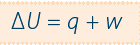 ΔU = q + w